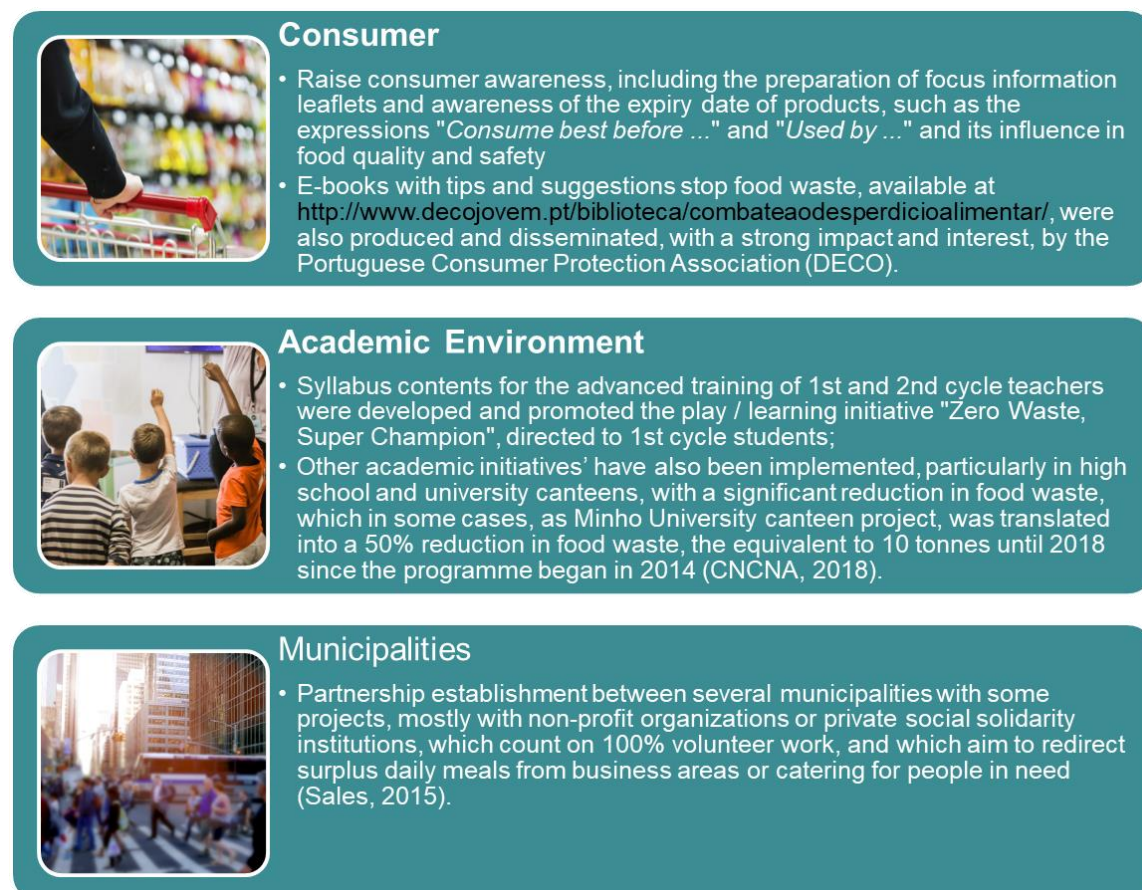 Consumer
• Raise consumer awareness, including the preparation of focus information
leaflets and awareness of the expiry date of products, such as the
expressions "Consume best before ..." and "Used by ..." and its influence in
food quality and safety
• E-books with tips and suggestions stop food waste, available at
http://www.decojovem.pt/biblioteca/combateaodesperdicioalimentar/, were
also produced and disseminated, with a strong impact and interest, by the
Portuguese Consumer Protection Association (DECO).
Academic Environment
• Syllabus contents for the advanced training of 1st and 2nd cycle teachers
were developed and promoted the play / learning initiative "Zero Waste,
Super Champion", directed to 1st cycle students;
• Other academic initiatives' have also been implemented, particularly in high
school and university canteens, with a significant reduction in food waste,
which in some cases, as Minho University canteen project, was translated
into a 50% reduction in food waste, the equivalent to 10 tonnes until 2018
since the programme began in 2014 (CNCNA, 2018).
Municipalities
• Partnership establishment between several municipalities with some
projects, mostly with non-profit organizations or private social solidarity
institutions, which count on 100% volunteer work, and which aim to redirect
surplus daily meals from business areas or catering for people in need
(Sales, 2015).